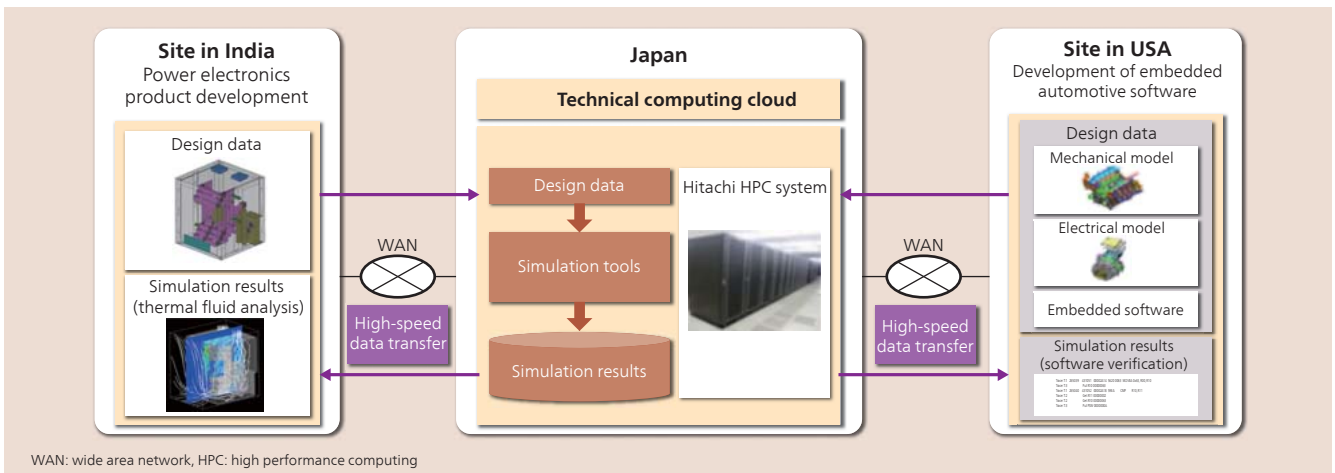 Site in India
Power electronics
product development
Design data
Simulation results
(thermal fluid analysis)
WAN
High-speed
data transfer
Japan
Technical computing cloud
Design data
Simulation tools
Simulation results
Hitachi HPC system
WAN
High-speed
data transfer
Site in USA
Development of embedded
automotive software
Design data
Mechanical model
Electrical model
Embedded software
Simulation results
(software verification)
WAN: wide area network, HPC: high performance computing